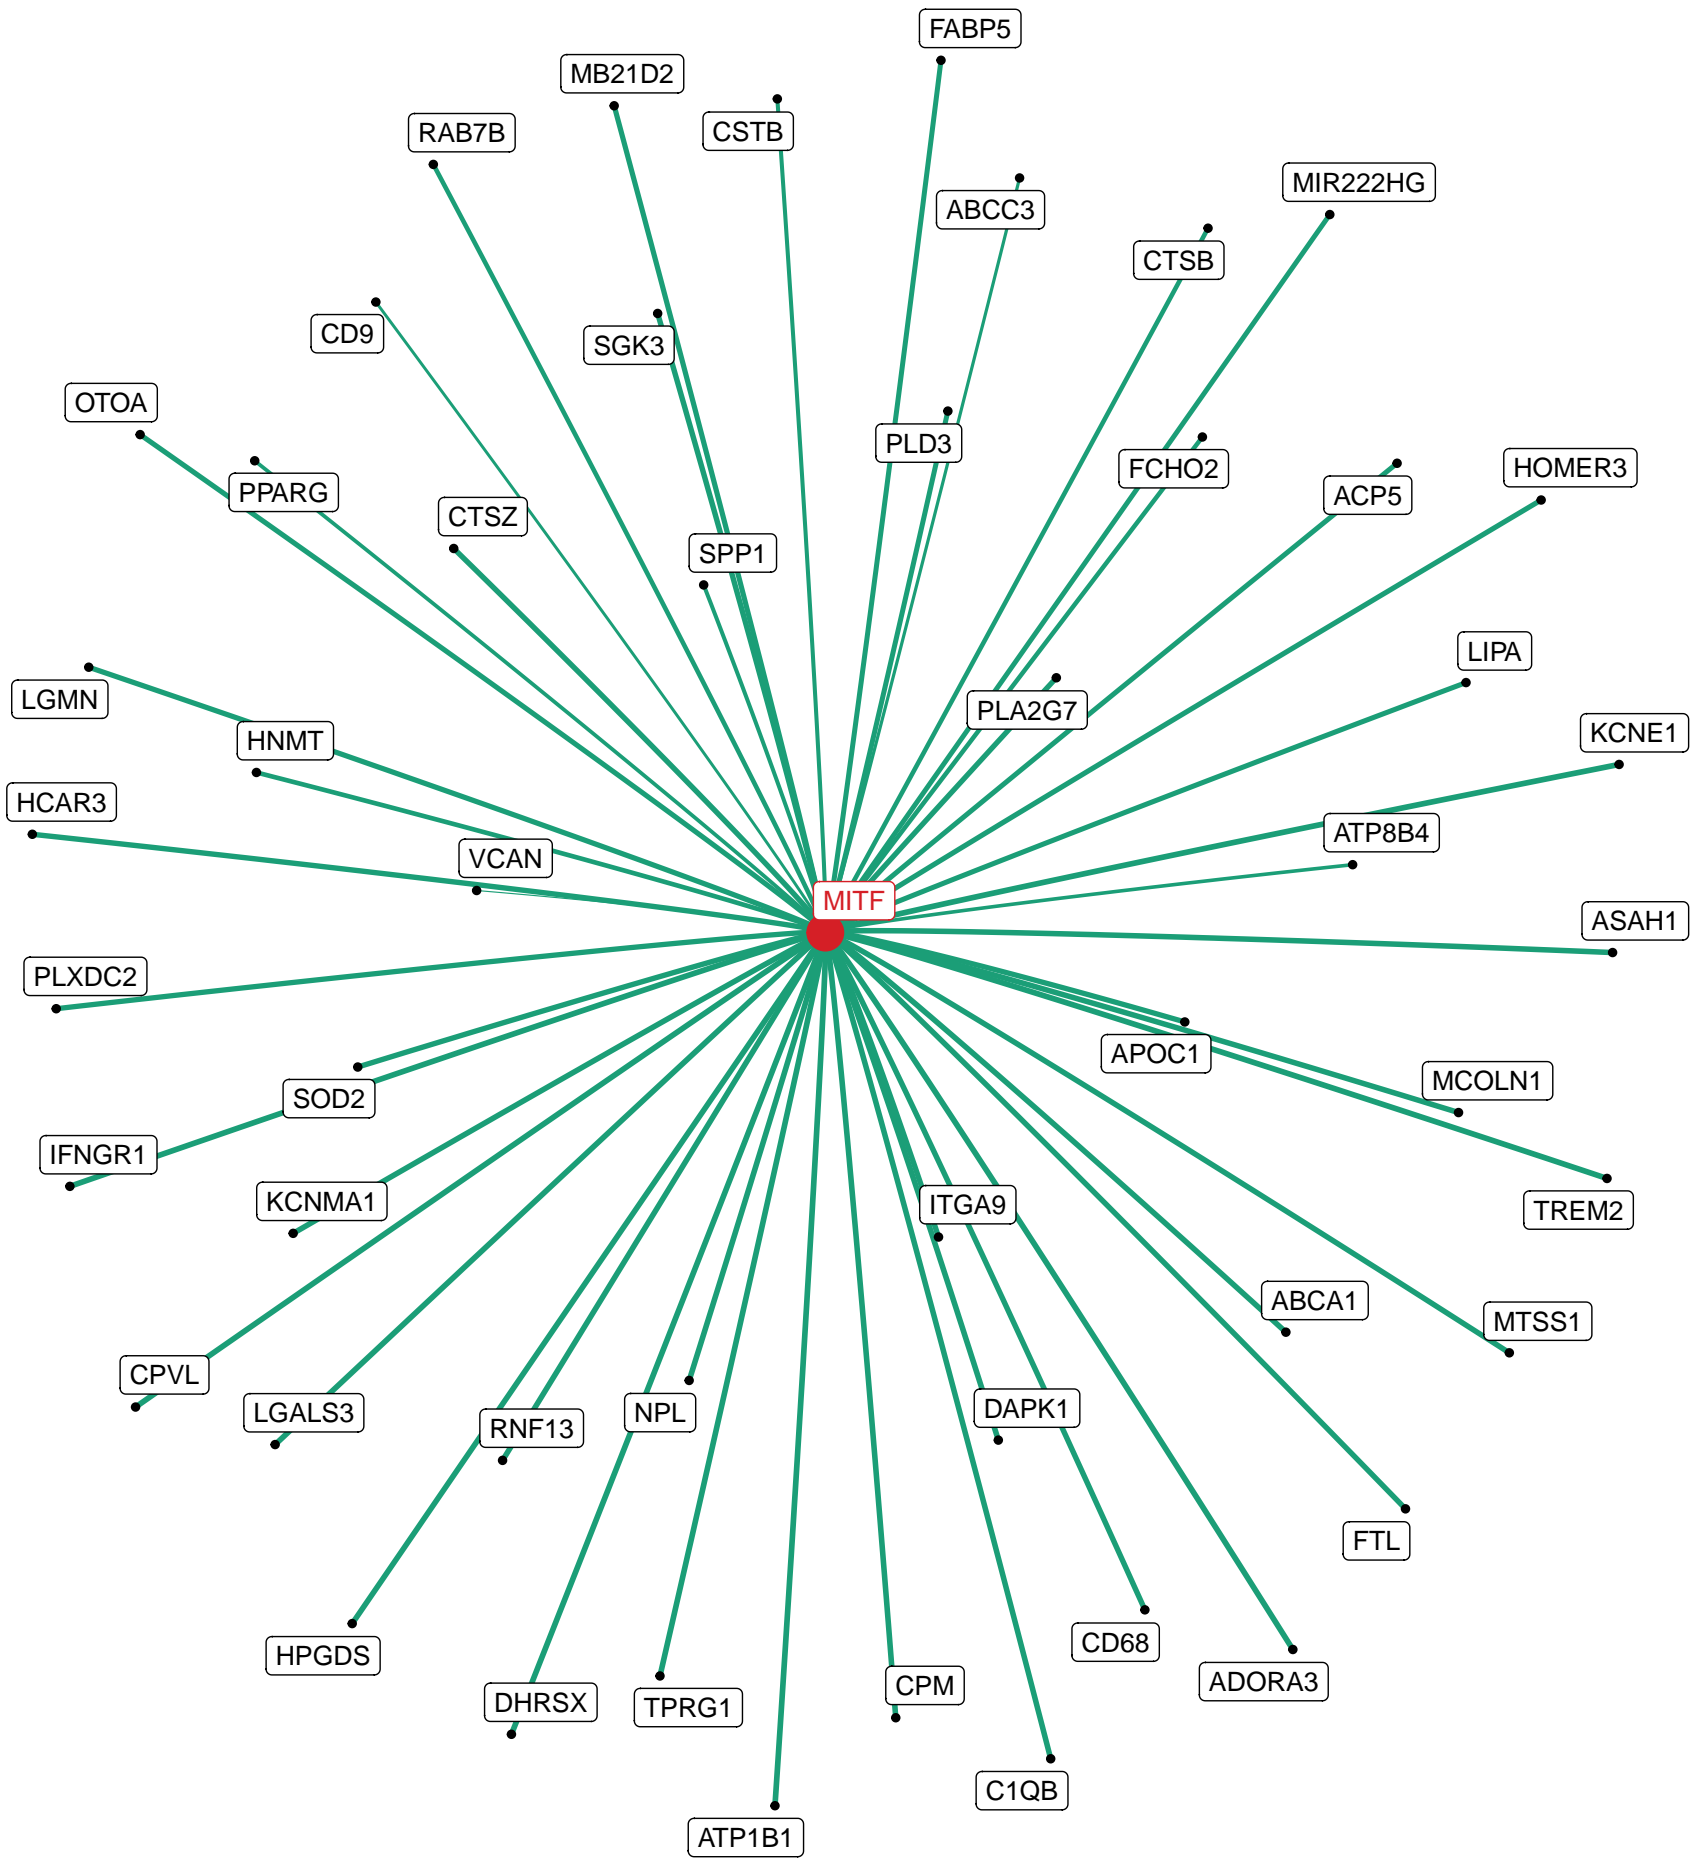 FABP5
MB21D2
CSTB
RAB7B
MIR222HG
ABCC3
CTSB
CD9
SGK3
OTOA
PLD3
FCHO2
HOMER3
PPARG
ACP5
CTSZ
SPP1
LIPA
LGMN
PLA2G7
KCNE1
HNMT
HCAR3
ATP8B4
VCAN
MITF
ASAH1
PLXDC2
APOC1
MCOLN1
SOD2
IFNGR1
KCNMA1
ITGA9
TREM2
ABCA1
MTSS1
CPVL
LGALS3
NPL
DAPK1
RNF13
FTL
CD68
HPGDS
ADORA3
CPM
DHRSX
TPRG1
C1QB
ATP1B1